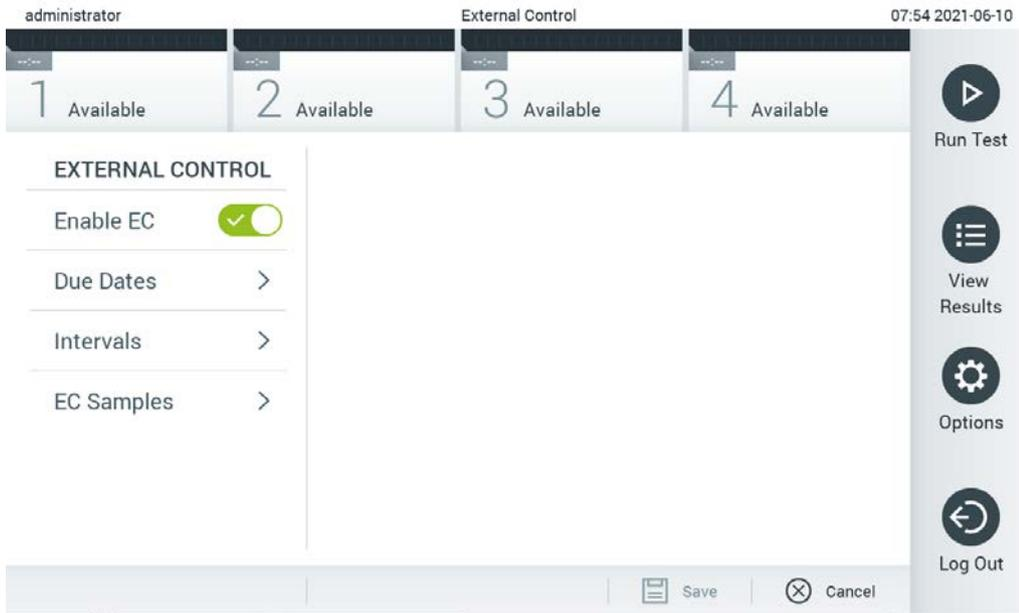 administrator External Control 07:54 2021-06-10
--:-- --:-- --:-- --:--
1 Available 2 Available 3 Available 4 Available
Run Test
EXTERNAL CONTROL
Enable EC
Due Dates
Intervals
EC Samples
View
Results
Options
Log Out
Save Cancel